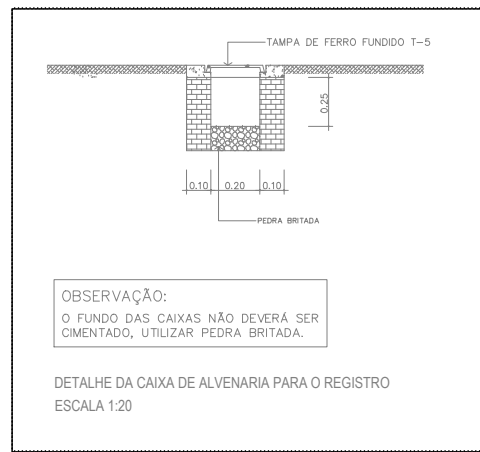 TAMPA DE FERRO FUNDIDO T-5
0.25
0.10 0.20 0.10
PEDRA BRITADA
OBSERVAÇÃO:
O FUNDO DAS CAIXAS NÃO DEVERÁ SER
CIMENTADO, UTILIZAR PEDRA BRITADA.
DETALHE DA CAIXA DE ALVENARIA PARA O REGISTRO
ESCALA 1:20